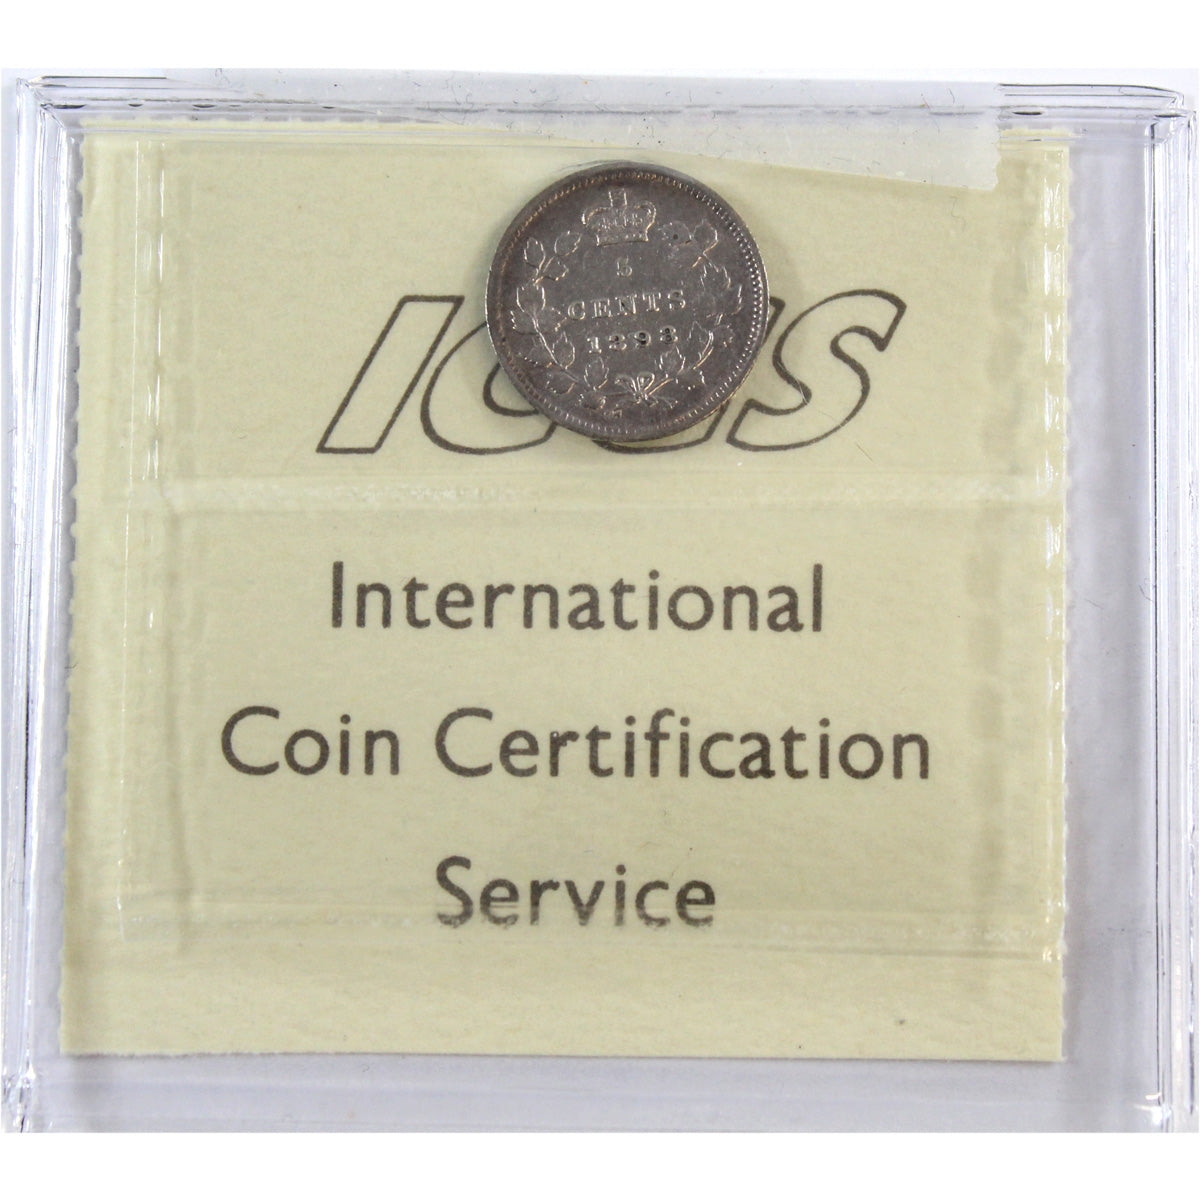 5
CENTS
1898
ICCS
International
Coin Certification
Service